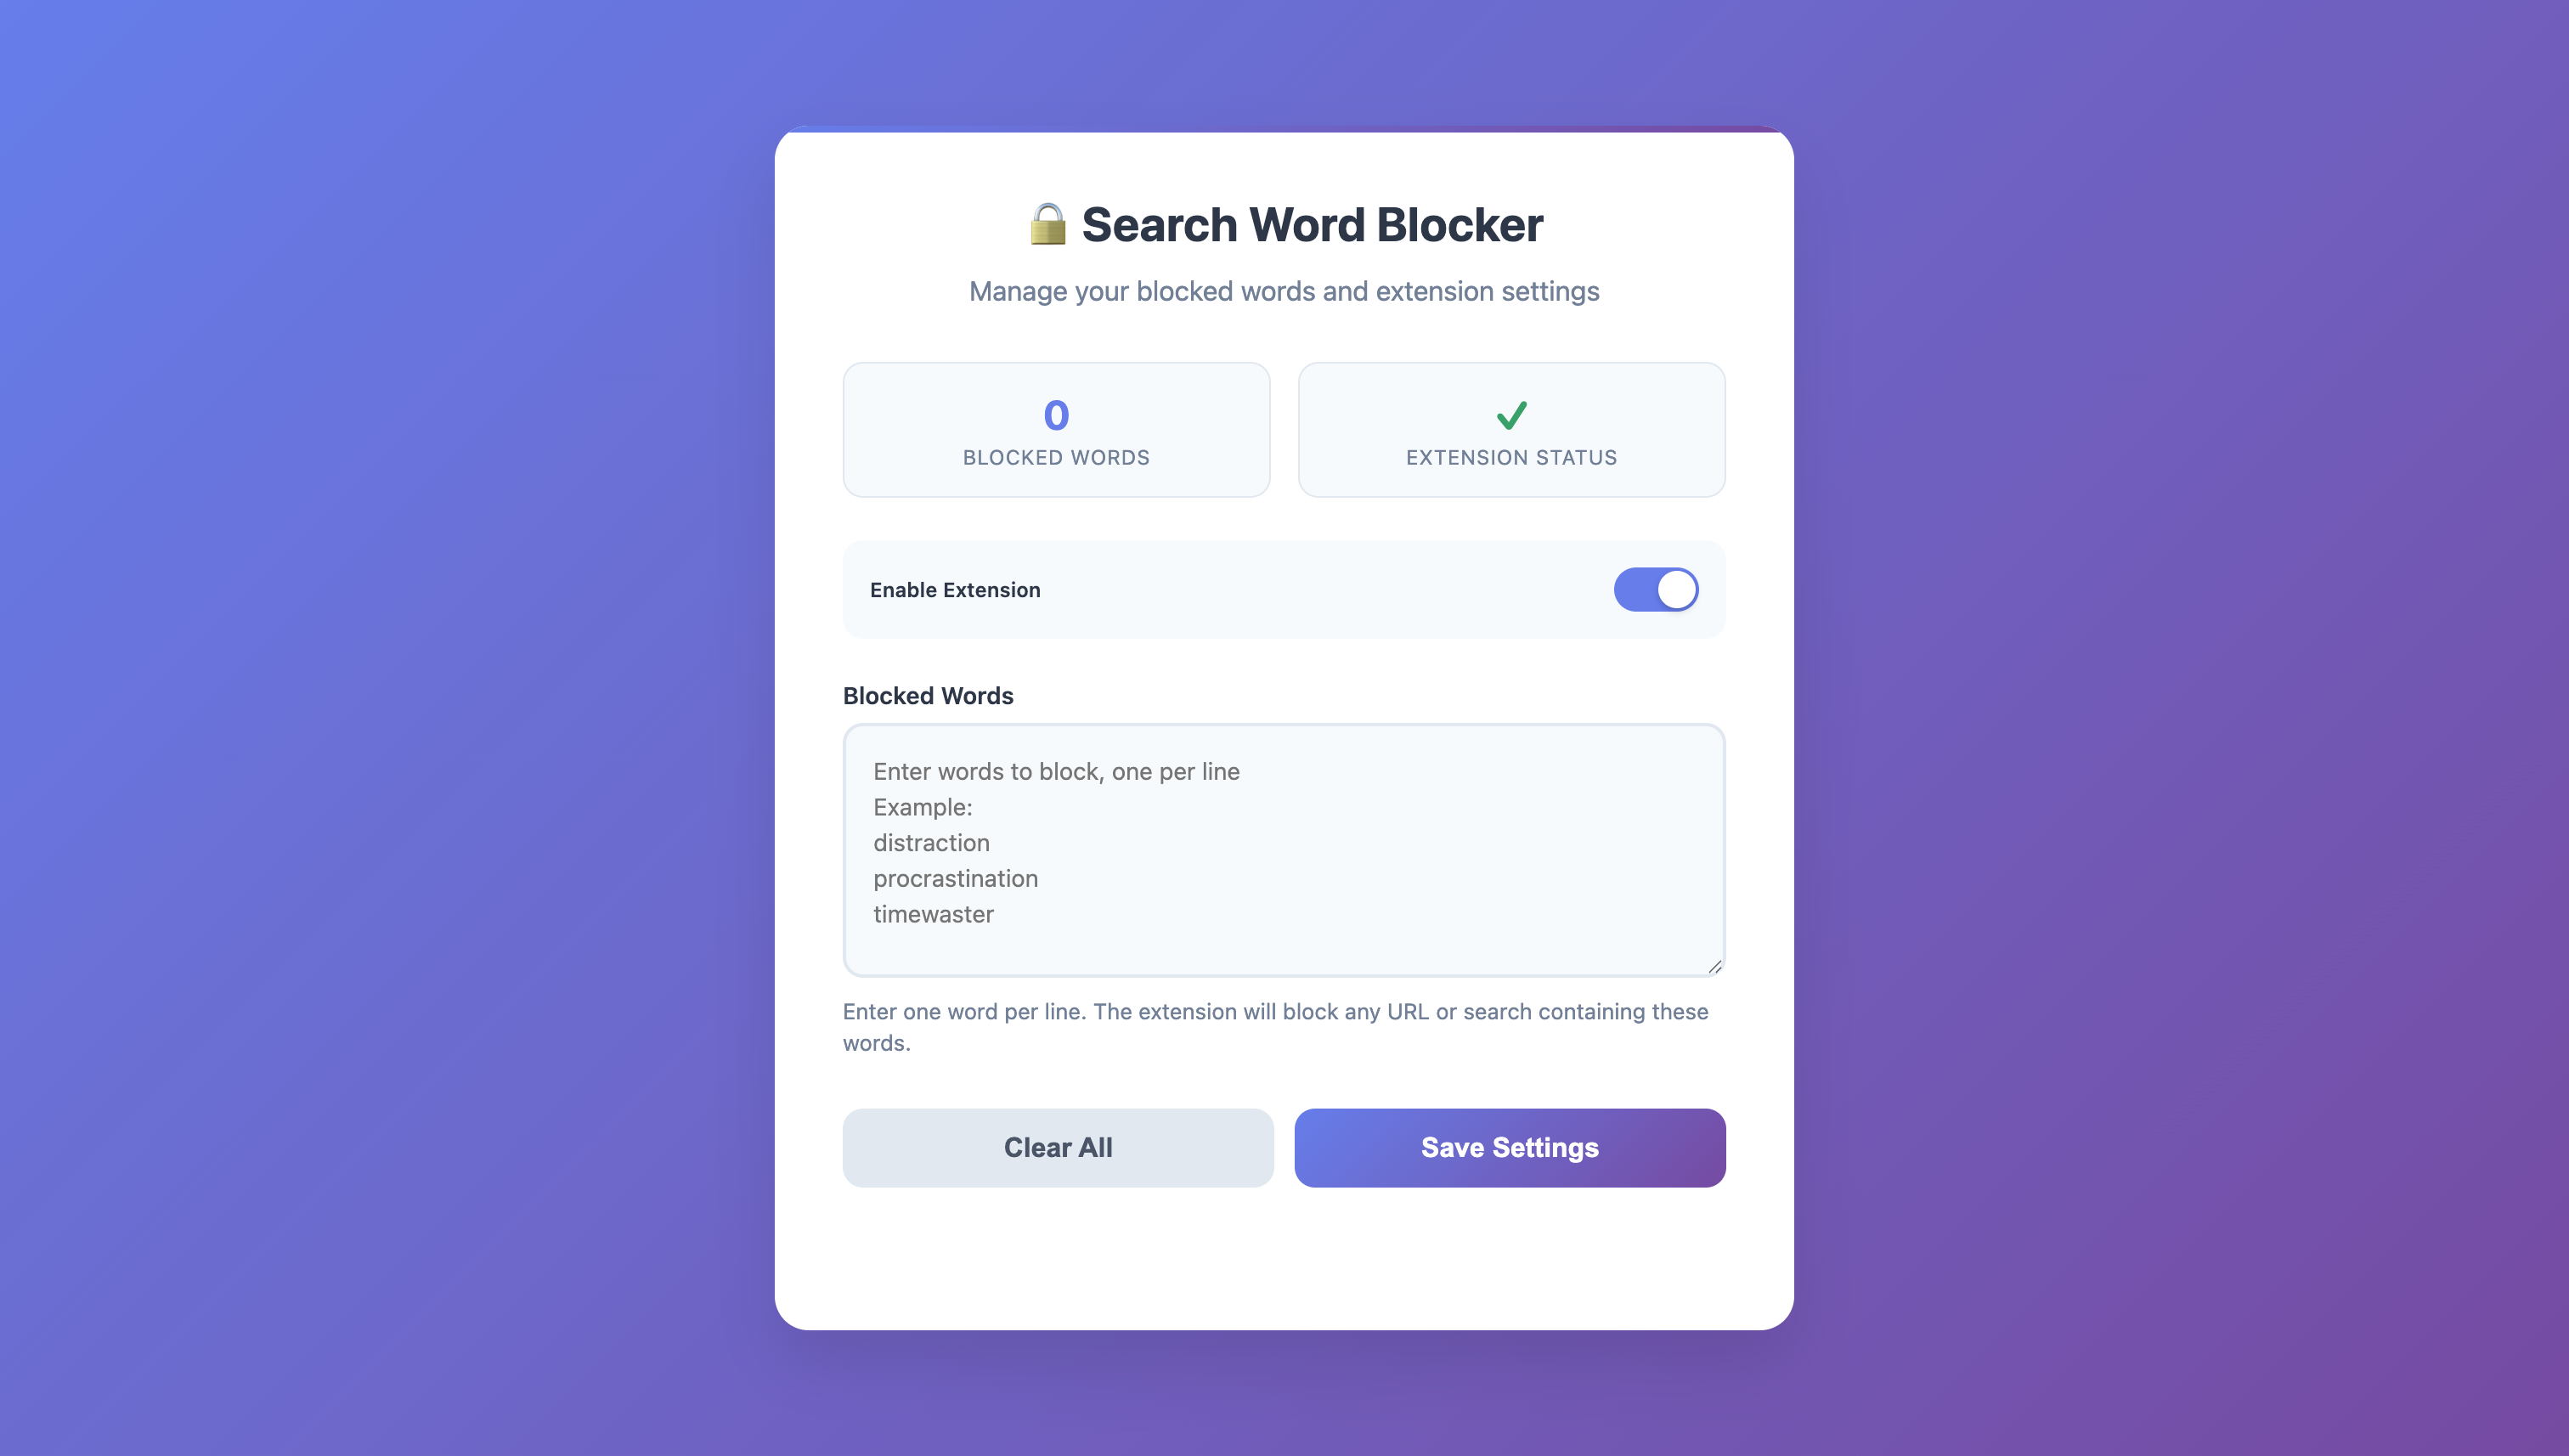 Search Word Blocker
Manage your blocked words and extension settings
0
BLOCKED WORDS
EXTENSION STATUS
Enable Extension
Blocked Words
Enter words to block, one per line
Example:
distraction
procrastination
timewaster
Enter one word per line. The extension will block any URL or search containing these
words.
Clear All
Save Settings